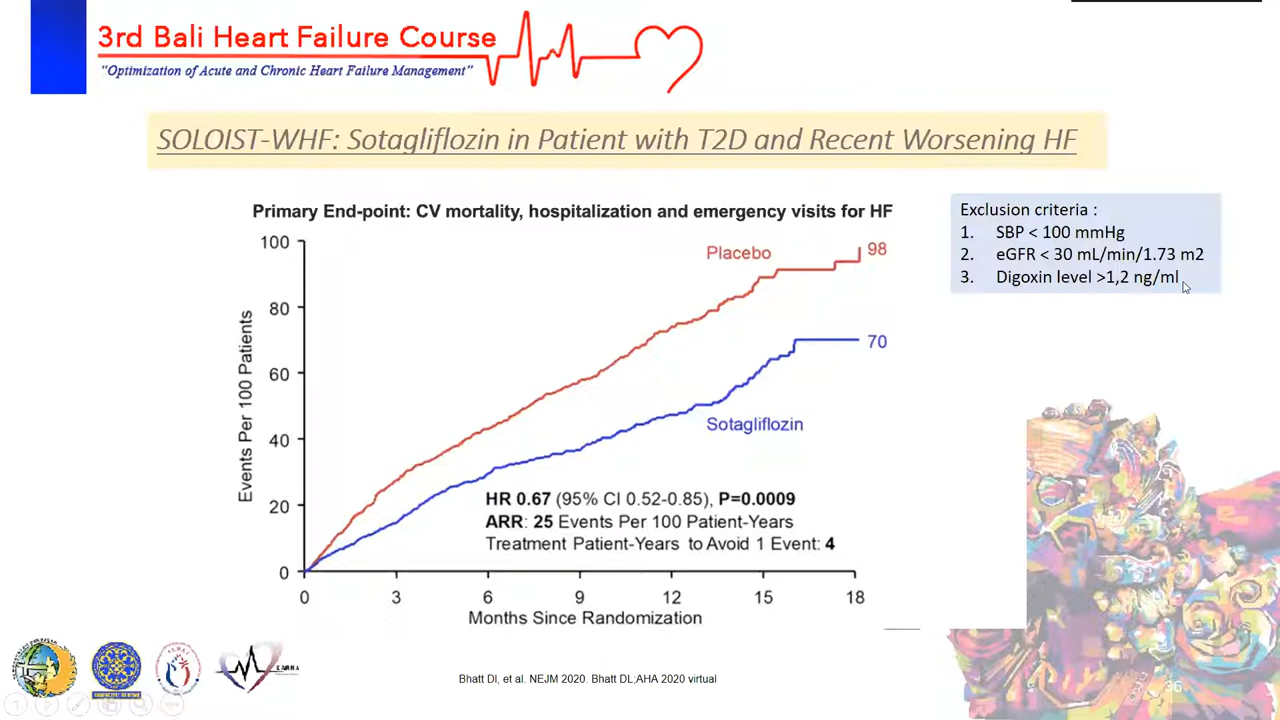 3rd Bali Heart Failure Course
“Optimization of Acute and Chronic Heart Failure Management”
SOLOIST-WHF: Sotagliflozin in Patient with T2D and Recent Worsening HF
Primary End-point: CV mortality, hospitalization and emergency visits for HF
Exclusion criteria :
1. SBP < 100 mmHg
2. eGFR < 30 mL/min/1.73 m2
3. Digoxin level >1,2 ng/ml
Events Per 100 Patients
100
80
60
40
20
0
Placebo
98
70
Sotagliflozin
HR 0.67 (95% CI 0.52-0.85), P=0.0009
ARR: 25 Events Per 100 Patient-Years
Treatment Patient-Years to Avoid 1 Event: 4
0 3 6 9 12 15 18
Months Since Randomization
Bhatt Dl, et al. NEJM 2020. Bhatt DL,AHA 2020 virtual
36